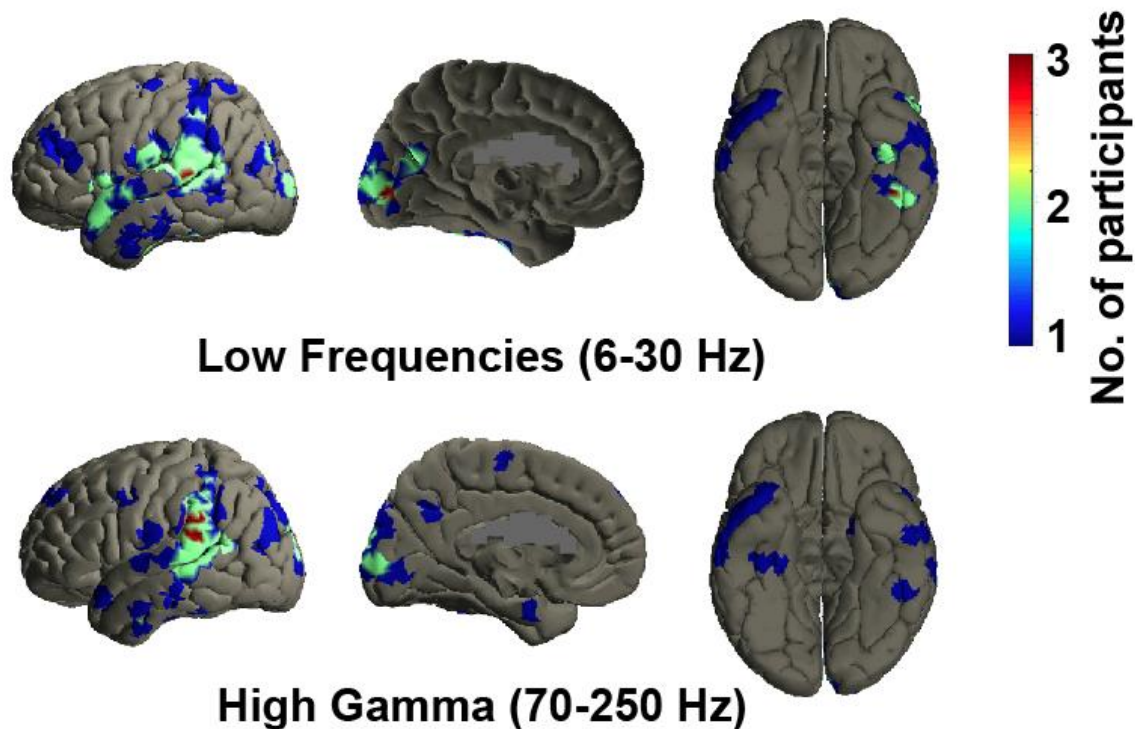 3
2
1
No. of participants
Low Frequencies (6-30 Hz)
High Gamma (70-250 Hz)